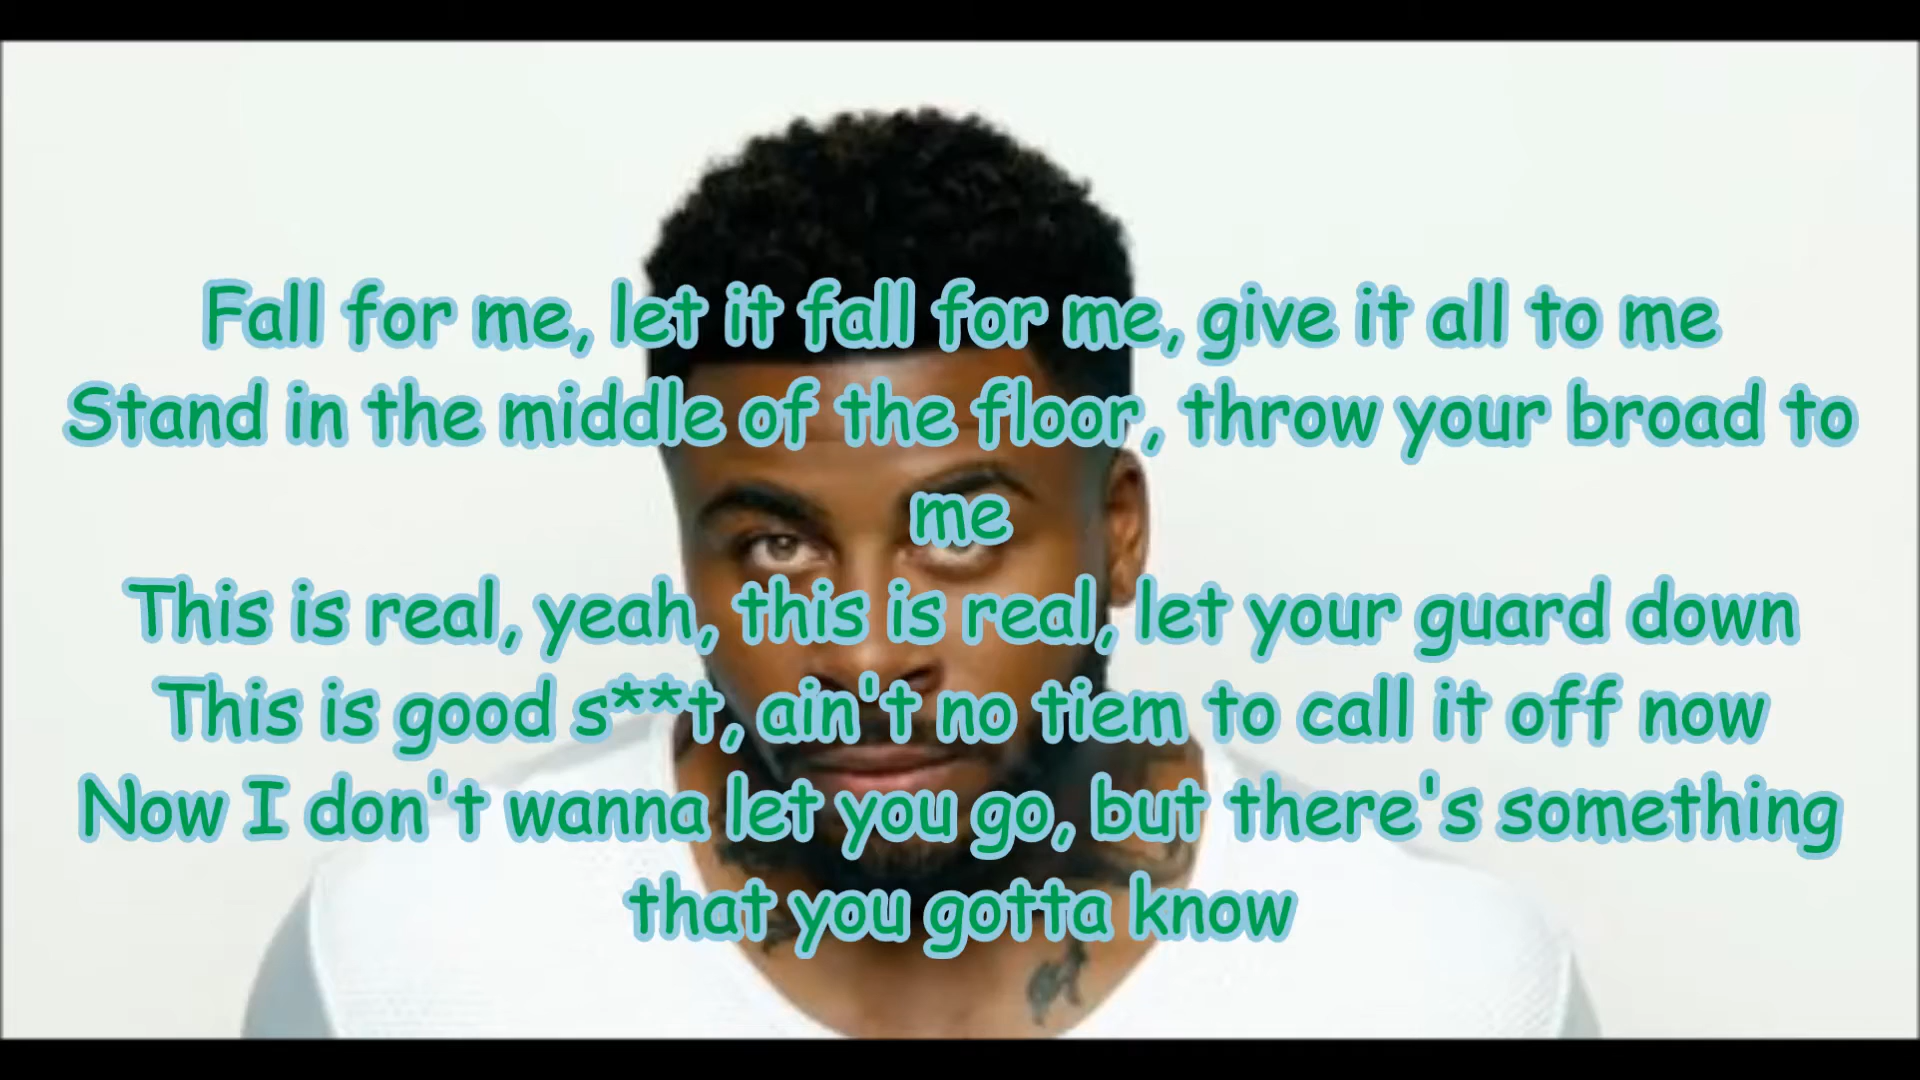 Fall for me, let it fall for me, give it all to me
Stand in the middle of the floor, throw your broad to
me
This is real, yeah, this is real, let your guard down
This is good s**t, ain't no tiem to call it off now
Now I don't wanna let you go, but there's something
that you gotta know